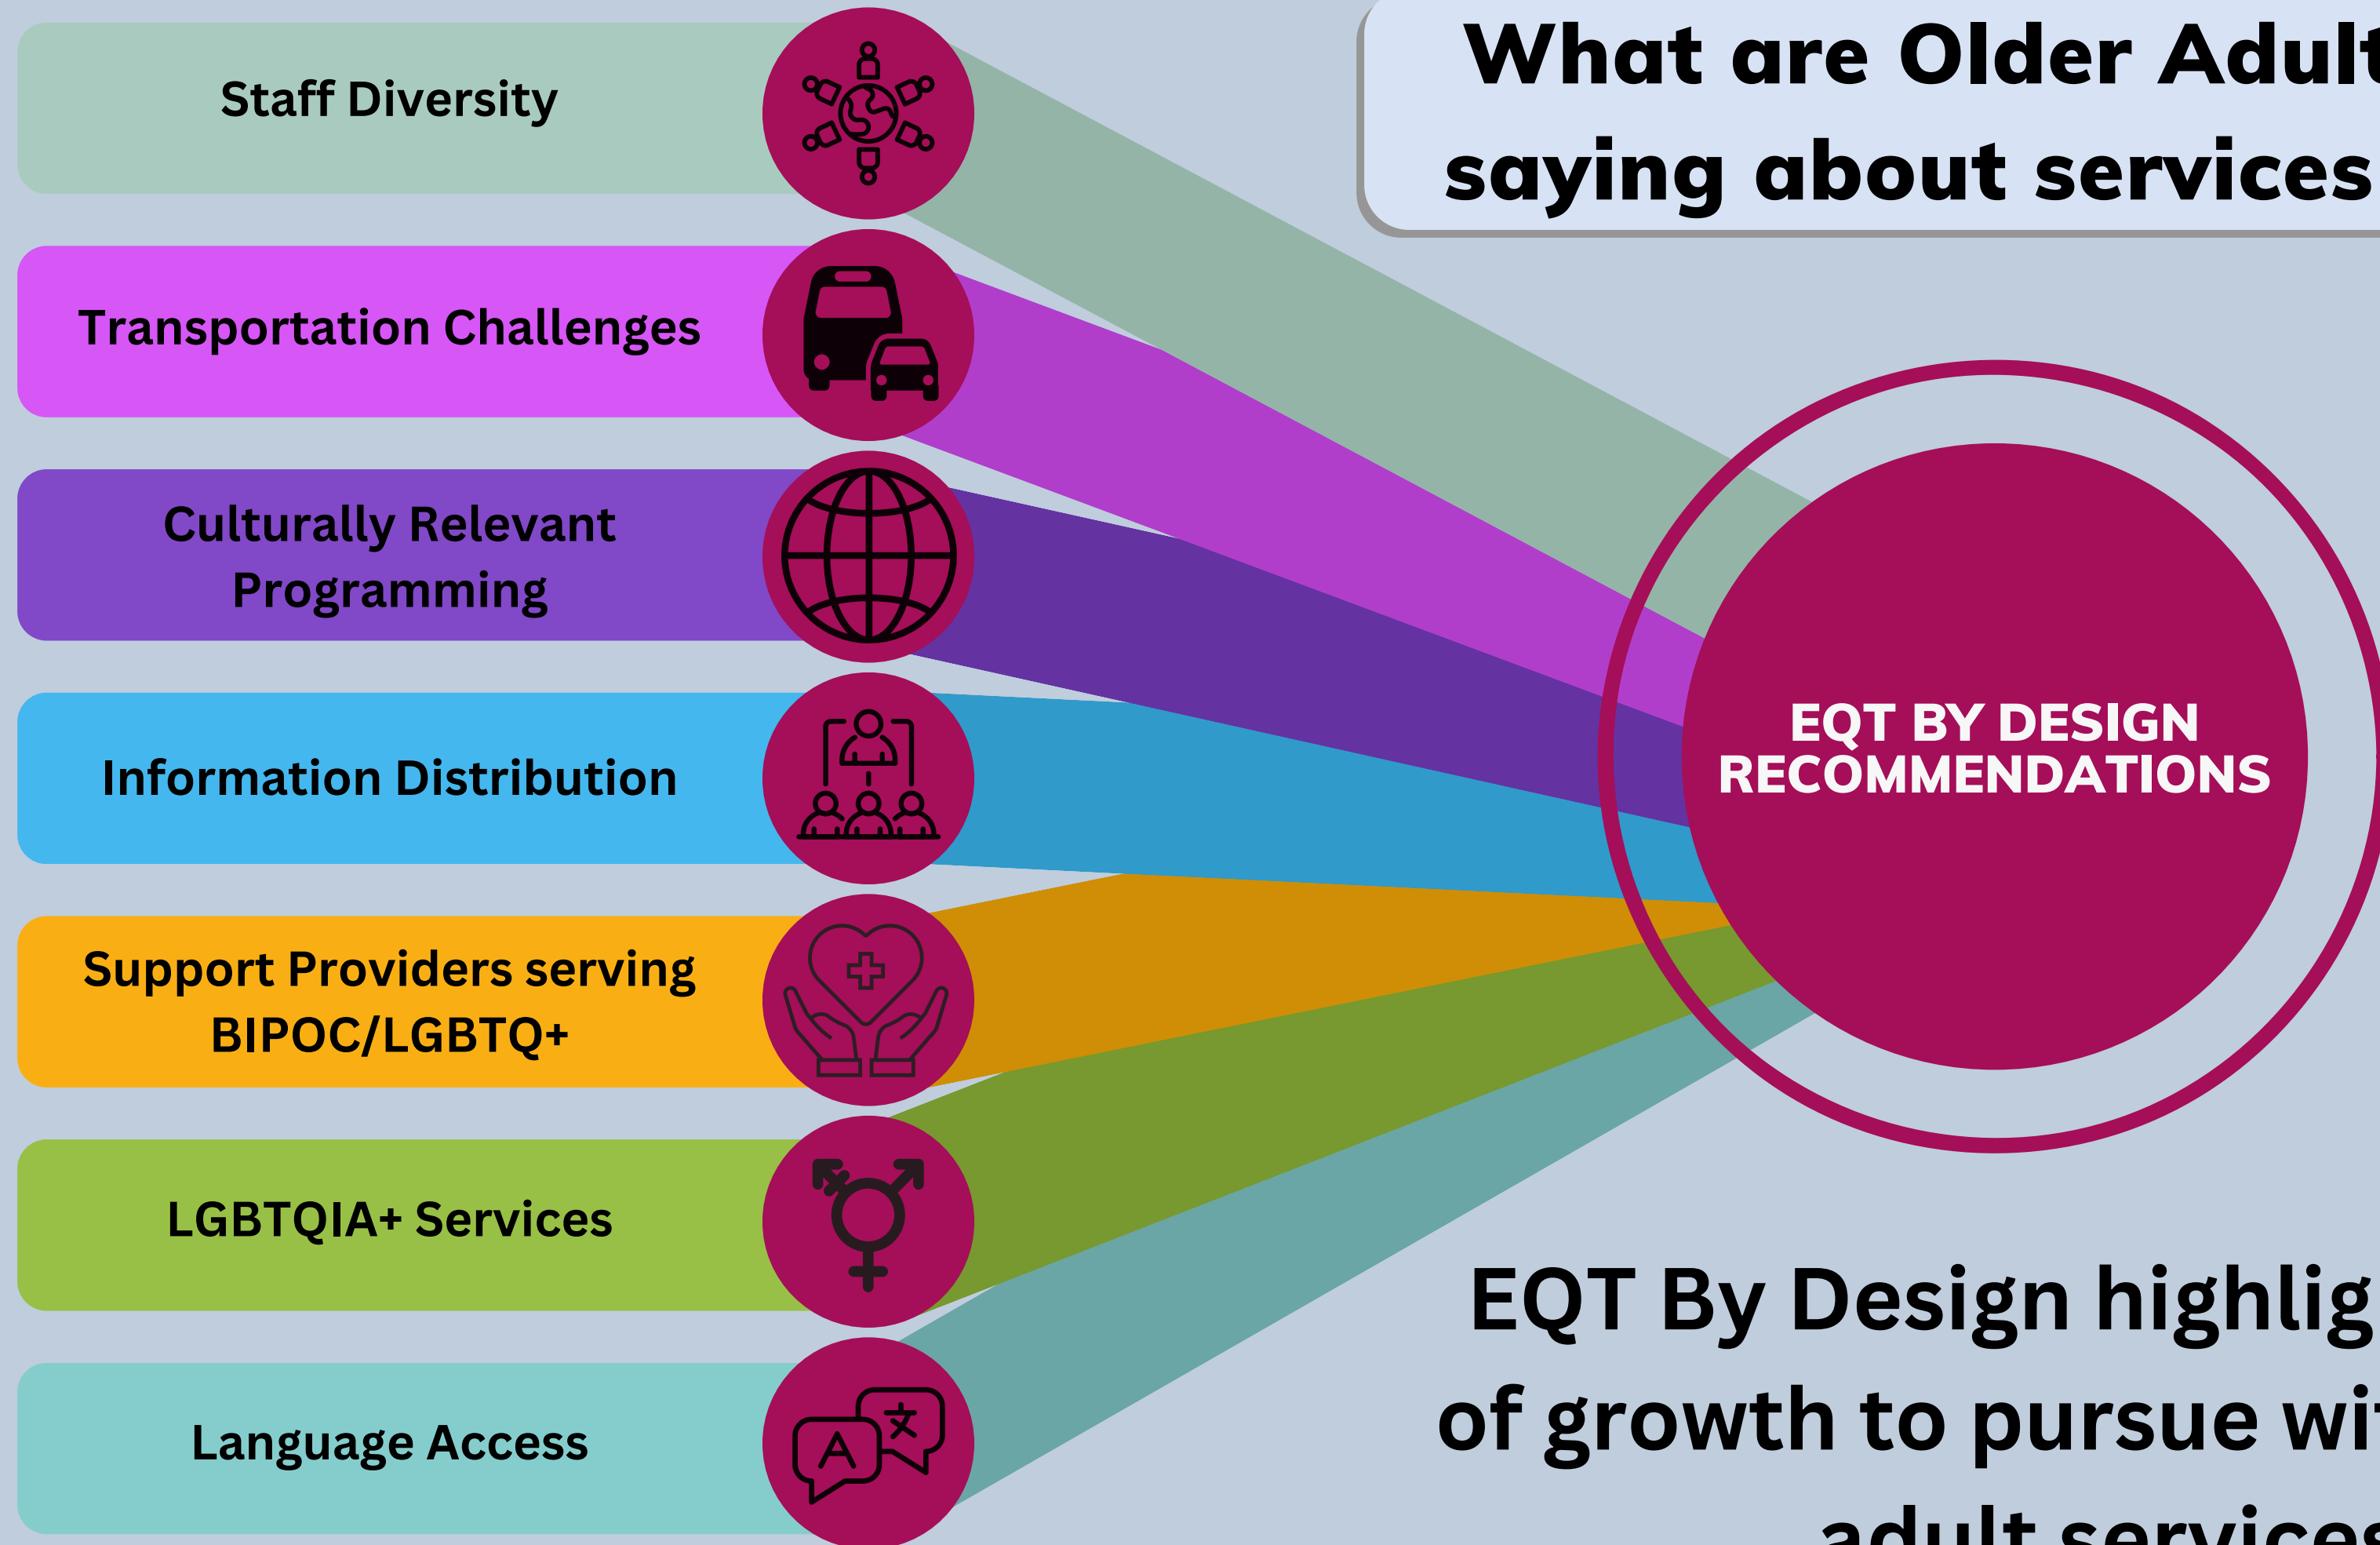 What are Older Adult
saying about services
Staff Diversity
Transportation Challenges
Culturally Relevant
Programming
Information Distribution
Support Providers serving
BIPOC/LGBTQ+
LGBTQIA+ Services
Language Access
EQT BY DESIGN
RECOMMENDATIONS
EQT By Design highlig
of growth to pursue wi
adult services